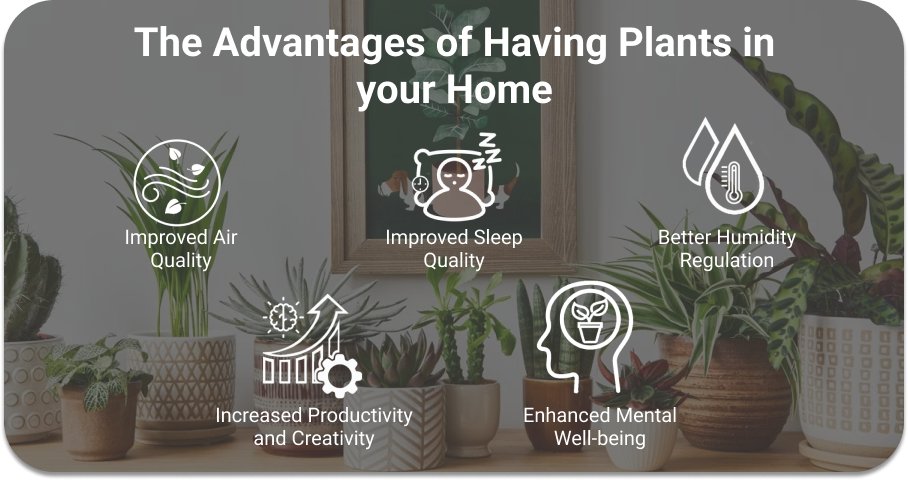 The Advantages of Having Plants in
your Home
Improved Air
Quality
Improved Sleep
Quality
Better Humidity
Regulation
Increased Productivity
and Creativity
Enhanced Mental
Well-being